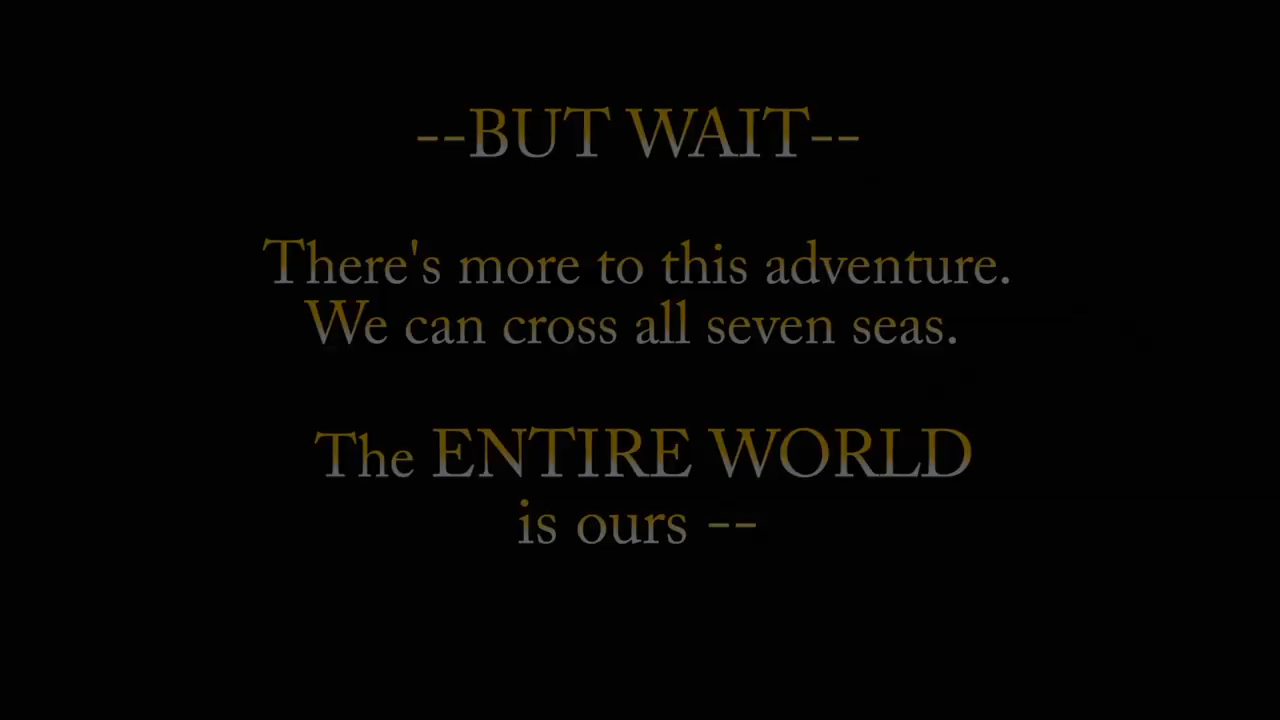 --BUT WAIT--
There's more to this adventure.
We can cross all seven seas.
The ENTIRE WORLD
is ours --